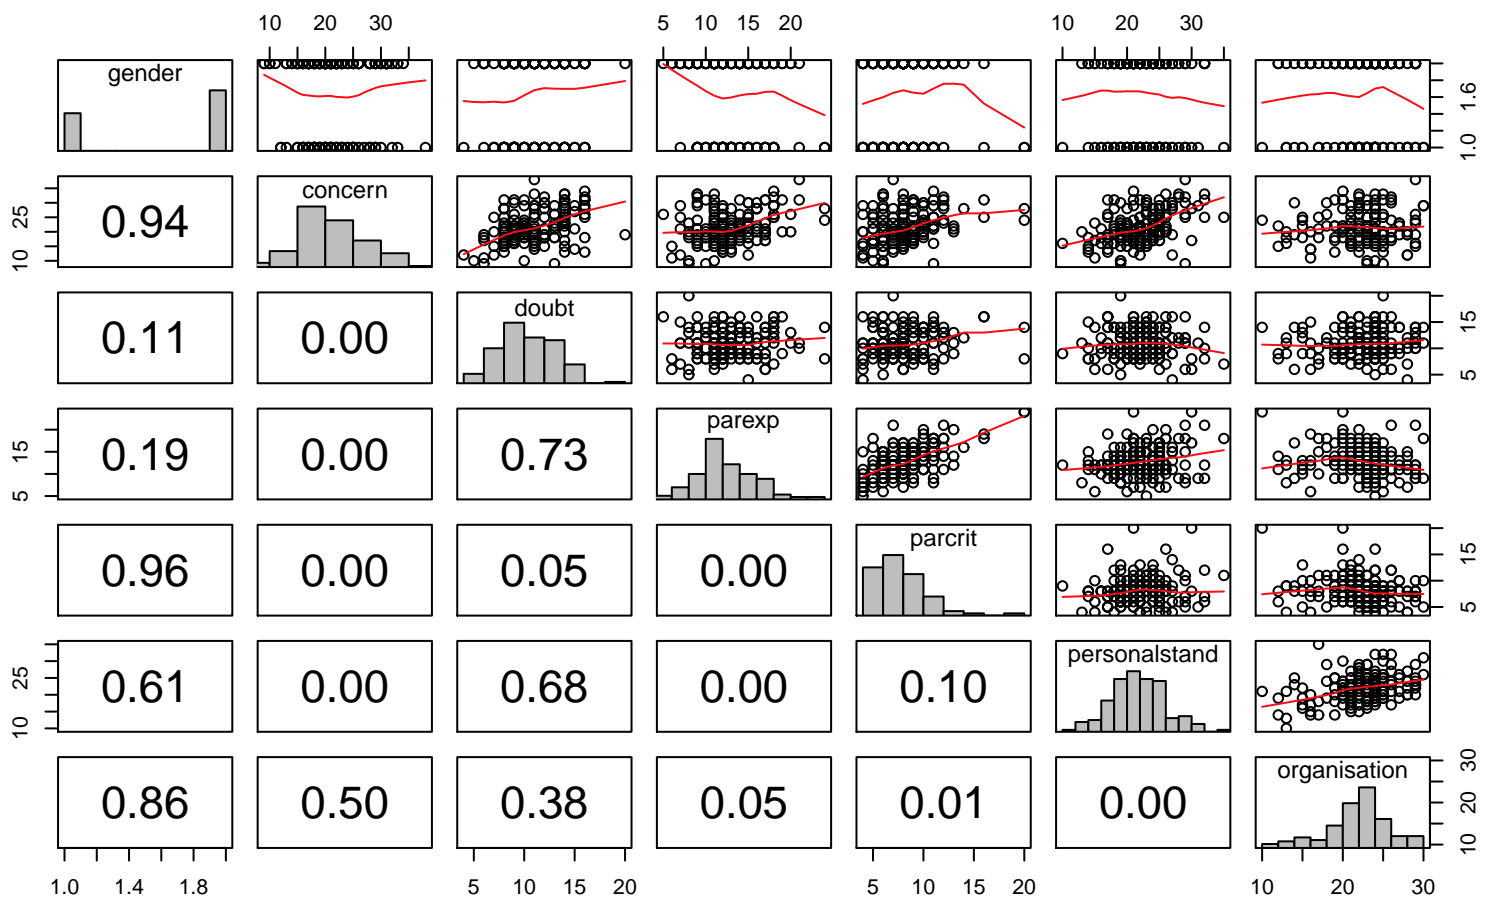 10 20 30 5 10 15 20 10 20 30
gender
1.0 1.6
0.94 concern
10 25
0.11 0.00 doubt
5 15
0.19 0.00 0.73 parexp
5 15
0.96 0.00 0.05 0.00 parcrit
5 15
0.61 0.00 0.68 0.00 0.10 personalstand
10 25
0.86 0.50 0.38 0.05 0.01 0.00 organisation
10 20 30
1.0 1.4 1.8 5 10 15 20 5 10 15 20 10 20 30